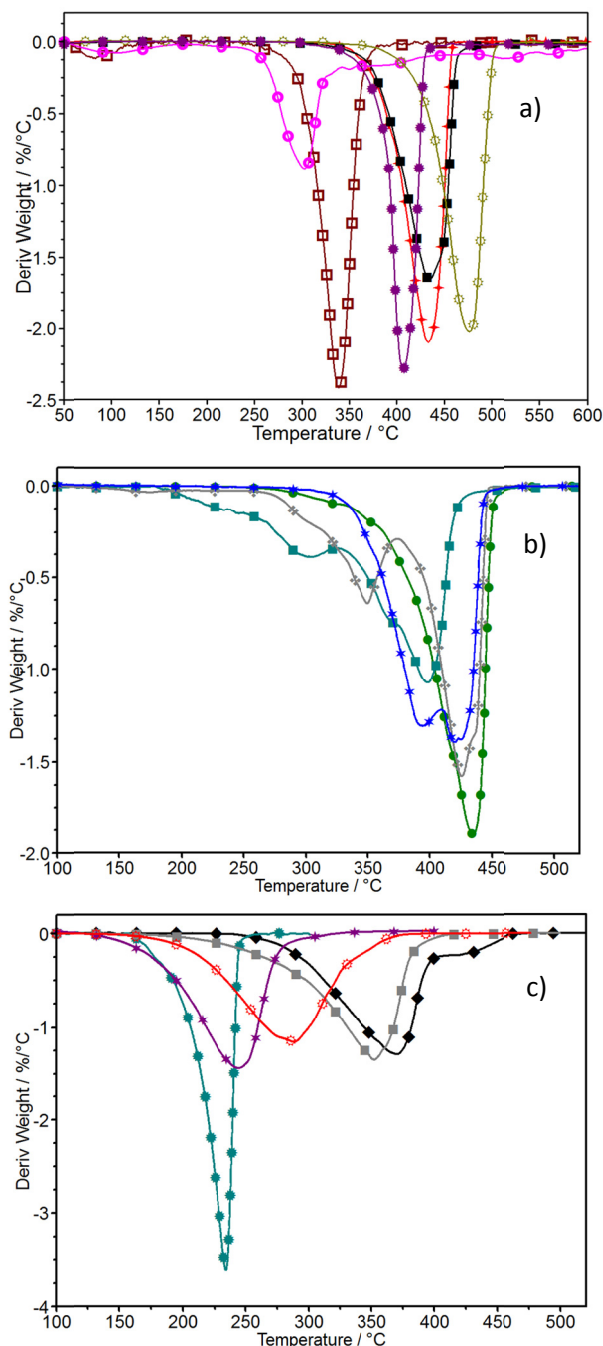 a)
0.0
-0.5
-1.0
-1.5
-2.0
-2.5
Deriv Weight / %/°C
50 100 150 200 250 300 350 400 450 500 550 600
Temperature / °C
b)
0.0
-0.5
-1.0
-1.5
-2.0
Deriv Weight / %/°C
100 150 200 250 300 350 400 450 500
Temperature / °C
c)
0
-1
-2
-3
-4
Deriv Weight / %/°C
100 150 200 250 300 350 400 450 500
Temperature / °C